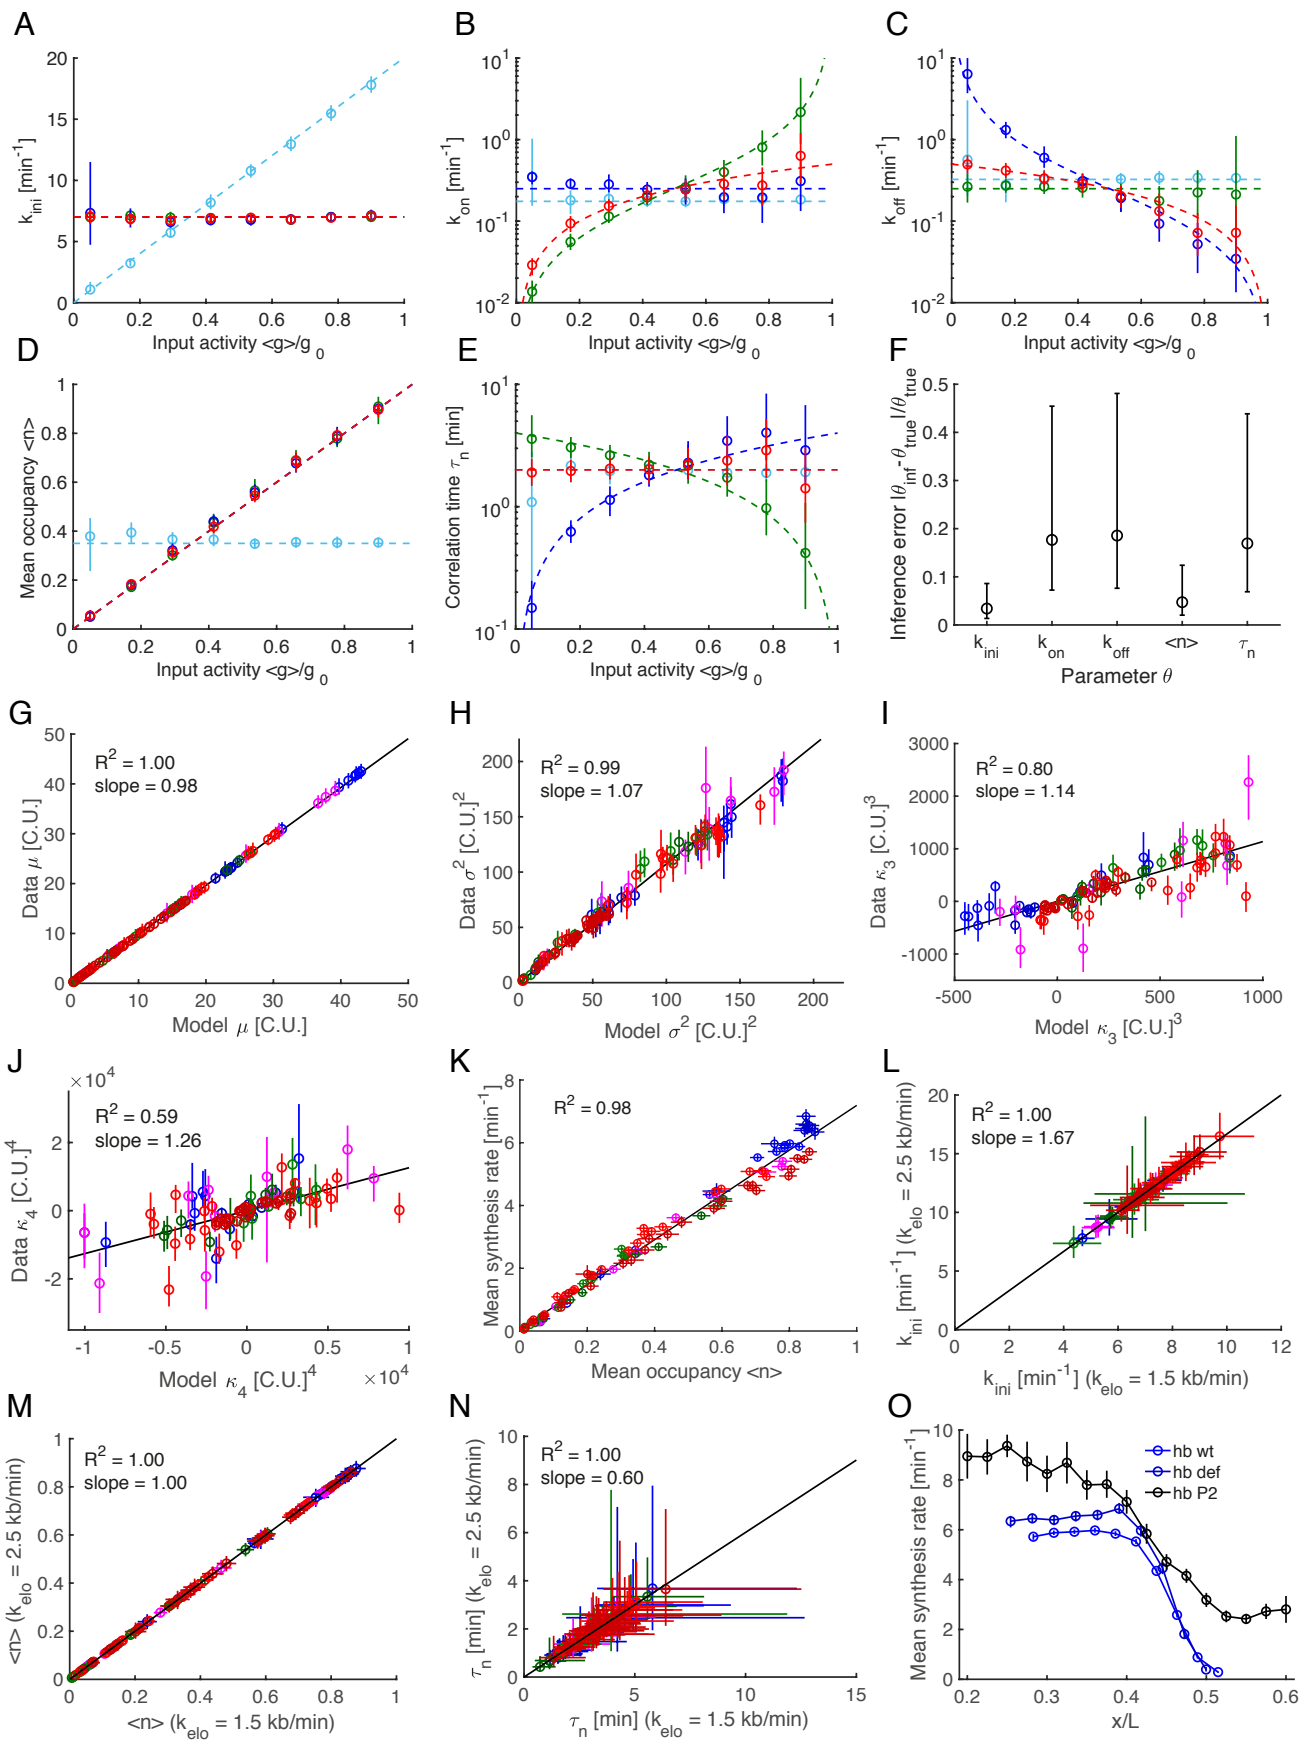 A
k_ini [min^-1]
20
15
10
5
0
0 0.2 0.4 0.6 0.8 1
Input activity <g>/g_0
B
k_on [min^-1]
10^1
10^0
10^-1
10^-2
0 0.2 0.4 0.6 0.8 1
Input activity <g>/g_0
C
k_off [min^-1]
10^1
10^0
10^-1
10^-2
0 0.2 0.4 0.6 0.8 1
Input activity <g>/g_0
D
Mean occupancy <n>
1
0.8
0.6
0.4
0.2
0
0 0.2 0.4 0.6 0.8 1
Input activity <g>/g_0
E
Correlation time τ_n [min]
10^1
10^0
10^-1
0 0.2 0.4 0.6 0.8 1
Input activity <g>/g_0
F
Inference error |θ_inf-θ_true|/θ_true
0.5
0.4
0.3
0.2
0.1
0
k_ini k_on k_off <n> τ_n
Parameter θ
G
Data μ [C.U.]
50
40
30
20
10
0
R^2 = 1.00
slope = 0.98
0 10 20 30 40 50
Model μ [C.U.]
H
Data σ^2 [C.U.]^2
200
150
100
50
0
R^2 = 0.99
slope = 1.07
0 50 100 150 200
Model σ^2 [C.U.]^2
I
Data κ_3 [C.U.]^3
3000
2000
1000
0
-1000
R^2 = 0.80
slope = 1.14
-500 0 500 1000
Model κ_3 [C.U.]^3
J
×10^4
Data κ_4 [C.U.]^4
2
0
-2
R^2 = 0.59
slope = 1.26
-1 -0.5 0 0.5 1
Model κ_4 [C.U.]^4 ×10^4
K
Mean synthesis rate [min^-1]
8
6
4
2
0
R^2 = 0.98
0 0.2 0.4 0.6 0.8 1
Mean occupancy <n>
L
k_ini [min^-1] (k_elo = 2.5 kb/min)
20
15
10
5
0
R^2 = 1.00
slope = 1.67
0 2 4 6 8 10 12
k_ini [min^-1] (k_elo = 1.5 kb/min)
M
<n> (k_elo = 2.5 kb/min)
1
0.8
0.6
0.4
0.2
0
R^2 = 1.00
slope = 1.00
0 0.2 0.4 0.6 0.8 1
<n> (k_elo = 1.5 kb/min)
N
τ_n [min] (k_elo = 2.5 kb/min)
10
8
6
4
2
0
R^2 = 1.00
slope = 0.60
0 5 10 15
τ_n [min] (k_elo = 1.5 kb/min)
O
Mean synthesis rate [min^-1]
10
8
6
4
2
0
hb wt
hb def
hb P2
0.2 0.3 0.4 0.5 0.6
x/L